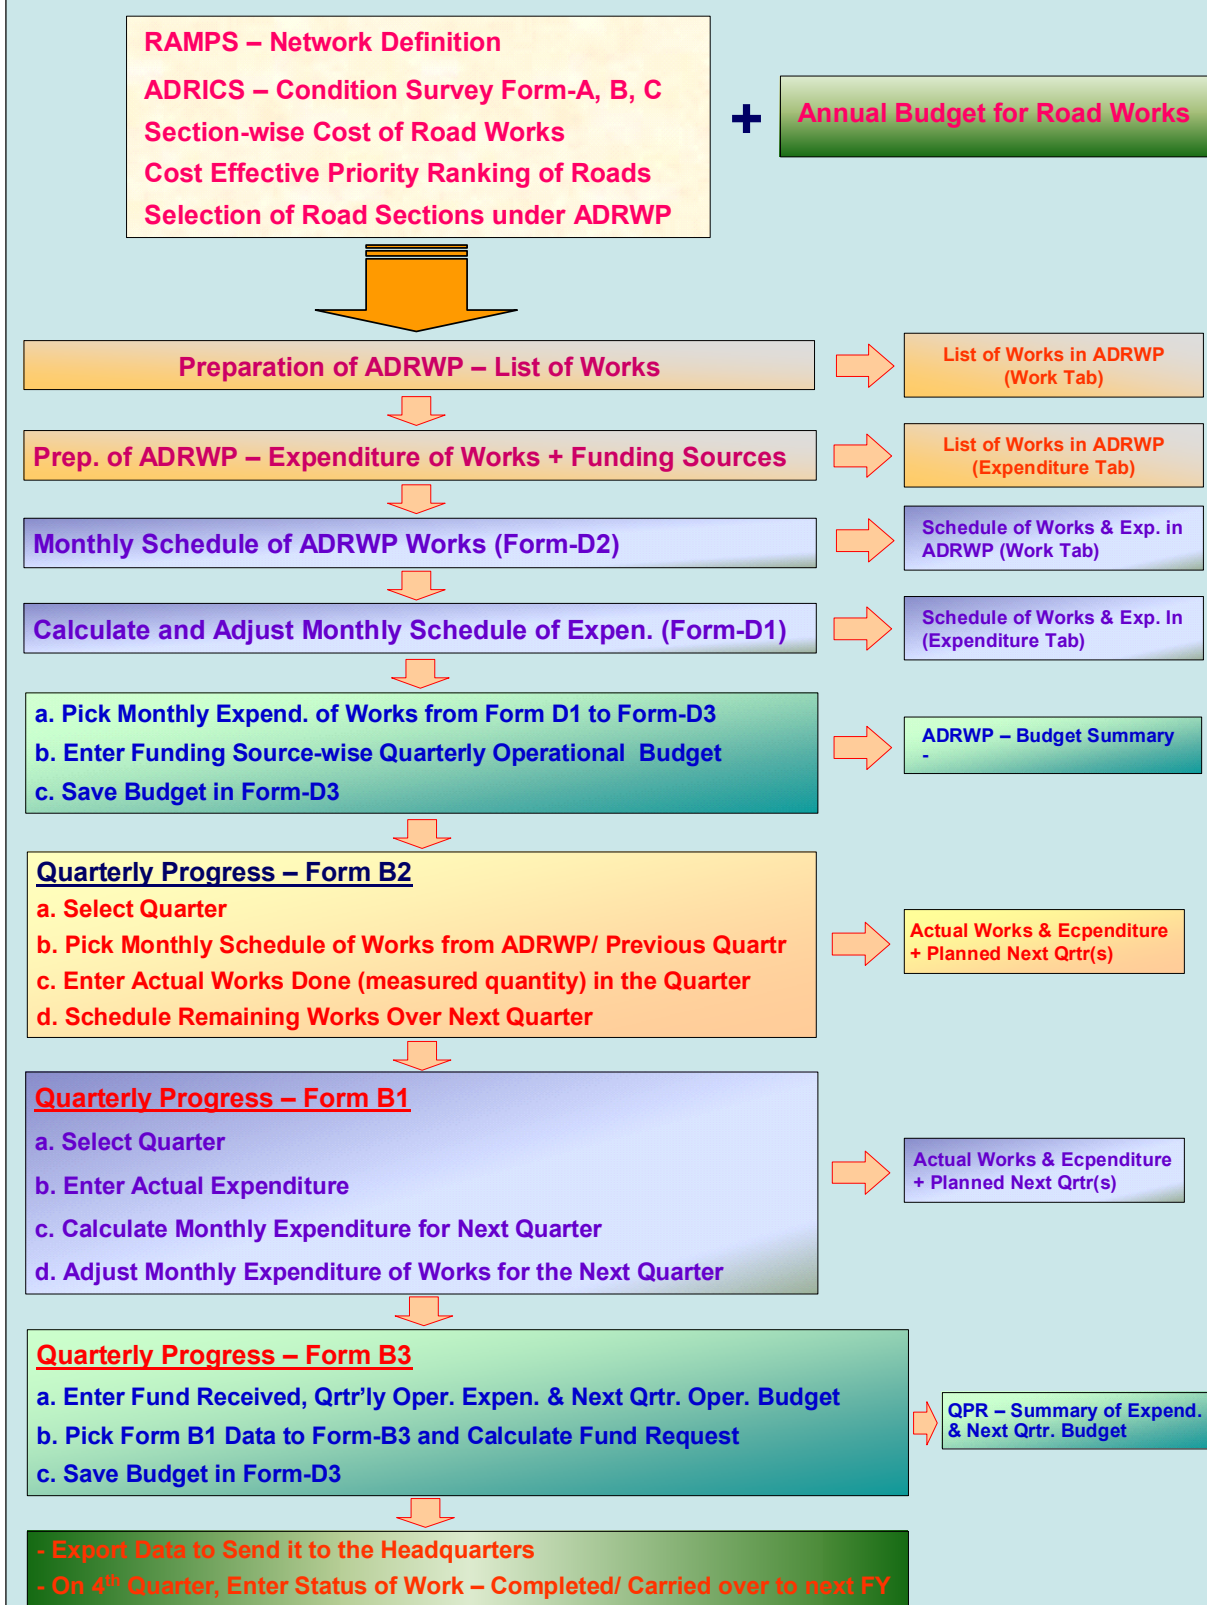 RAMPS – Network Definition
ADRICS – Condition Survey Form-A, B, C
Section-wise Cost of Road Works
Cost Effective Priority Ranking of Roads
Selection of Road Sections under ADRWP
+
Annual Budget for Road Works
Preparation of ADRWP – List of Works
List of Works in ADRWP
(Work Tab)
Prep. of ADRWP – Expenditure of Works + Funding Sources
List of Works in ADRWP
(Expenditure Tab)
Monthly Schedule of ADRWP Works (Form-D2)
Schedule of Works & Exp. in
ADRWP (Work Tab)
Calculate and Adjust Monthly Schedule of Expen. (Form-D1)
Schedule of Works & Exp. In
(Expenditure Tab)
a. Pick Monthly Expend. of Works from Form D1 to Form-D3
b. Enter Funding Source-wise Quarterly Operational Budget
c. Save Budget in Form-D3
ADRWP – Budget Summary
-
Quarterly Progress – Form B2
a. Select Quarter
b. Pick Monthly Schedule of Works from ADRWP/ Previous Quartr
c. Enter Actual Works Done (measured quantity) in the Quarter
d. Schedule Remaining Works Over Next Quarter
Actual Works & Ecpenditure
+ Planned Next Qrtr(s)
Quarterly Progress – Form B1
a. Select Quarter
b. Enter Actual Expenditure
c. Calculate Monthly Expenditure for Next Quarter
d. Adjust Monthly Expenditure of Works for the Next Quarter
Actual Works & Ecpenditure
+ Planned Next Qrtr(s)
Quarterly Progress – Form B3
a. Enter Fund Received, Qrtr’ly Oper. Expen. & Next Qrtr. Oper. Budget
b. Pick Form B1 Data to Form-B3 and Calculate Fund Request
c. Save Budget in Form-D3
QPR – Summary of Expend.
& Next Qrtr. Budget
- Export Data to Send it to the Headquarters
- On 4th Quarter, Enter Status of Work – Completed/ Carried over to next FY